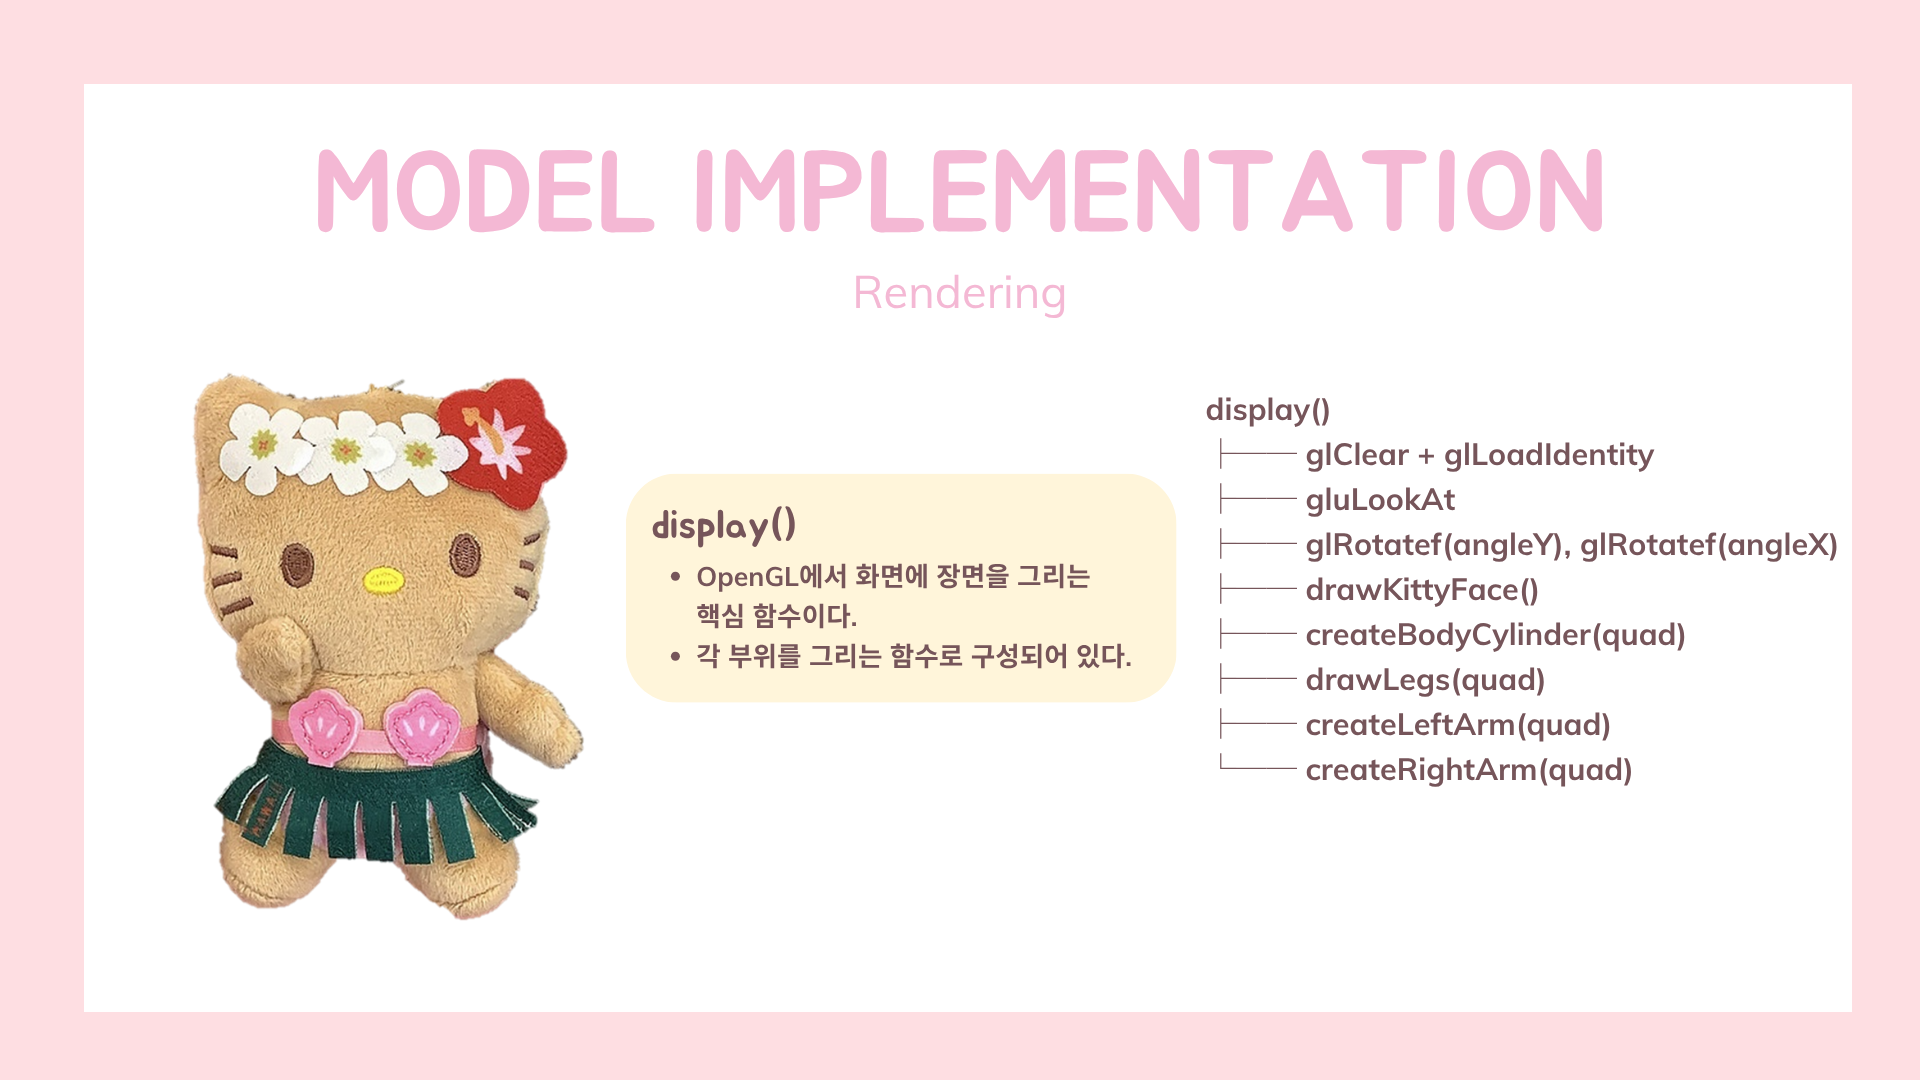 MODEL IMPLEMENTATION
Rendering
display()
• OpenGL에서 화면에 장면을 그리는
핵심 함수이다.
• 각 부위를 그리는 함수로 구성되어 있다.
display()
├── glClear + glLoadIdentity
├── gluLookAt
├── glRotatef(angleY), glRotatef(angleX)
├── drawKittyFace()
├── createBodyCylinder(quad)
├── drawLegs(quad)
├── createLeftArm(quad)
└── createRightArm(quad)